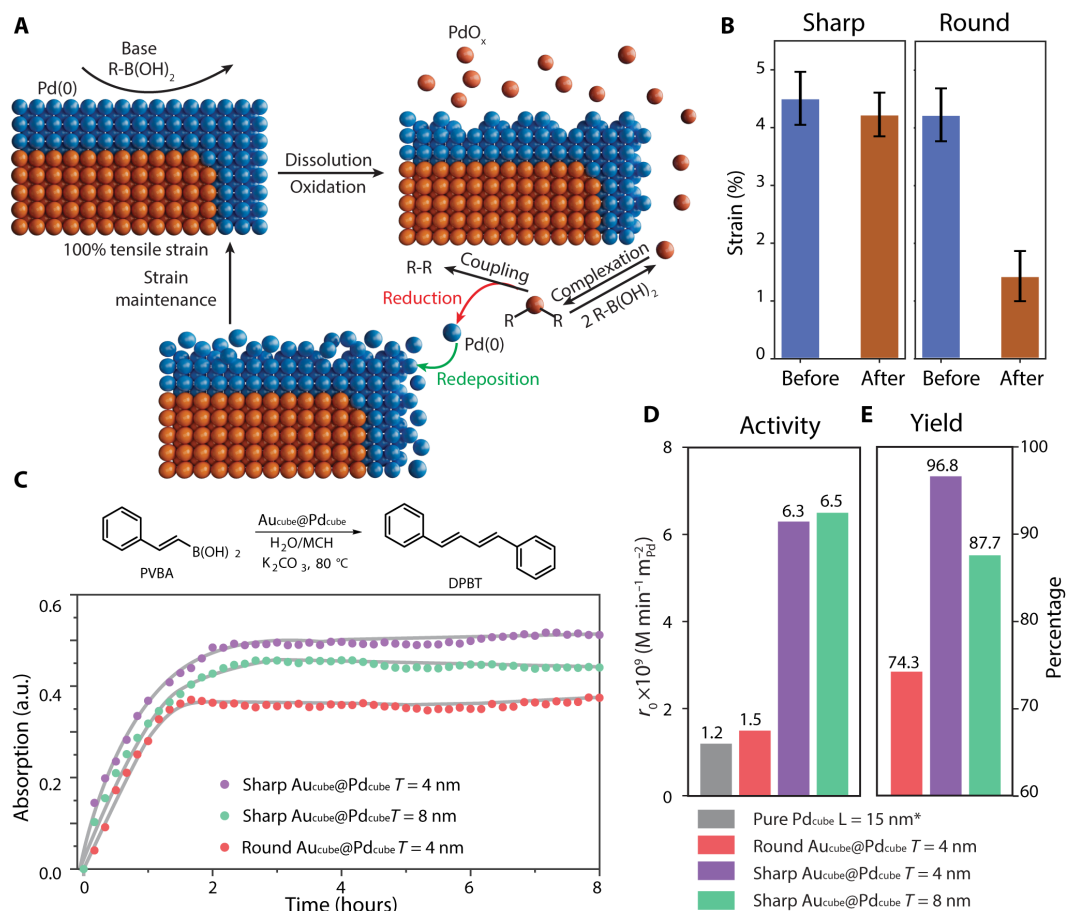 A
Base
R-B(OH)2
Pd(0)
PdOx
Dissolution
Oxidation
100% tensile strain
Strain
maintenance
R-R
Coupling
Complexation
2 R-B(OH)2
Reduction
R
R
Pd(0)
Redeposition
B
Sharp
Round
Strain (%)
5
4
5
4
1
0
Before
After
Before
After
C
PVBA
B(OH) 2
Aucube@Pdcube
H2O/MCH
K2CO 3, 80 °C
DPBT
Absorption (a.u.)
0.6
0.4
0.2
0.0
0
2
4
6
8
Time (hours)
Sharp Aucube@Pdcube T = 4 nm
Sharp Aucube@PdcubeT = 8 nm
Round Aucube@Pdcube T = 4 nm
D
Activity
r0×10⁹ (M min−1 m−2Pd)
8
6
4
2
0
1.2
1.5
6.3
6.5
E
Yield
74.3
96.8
87.7
100
90
80
70
60
Percentage
Pure Pdcube L = 15 nm*
Round Aucube@Pdcube T = 4 nm
Sharp Aucube@Pdcube T = 4 nm
Sharp Aucube@Pdcube T = 8 nm